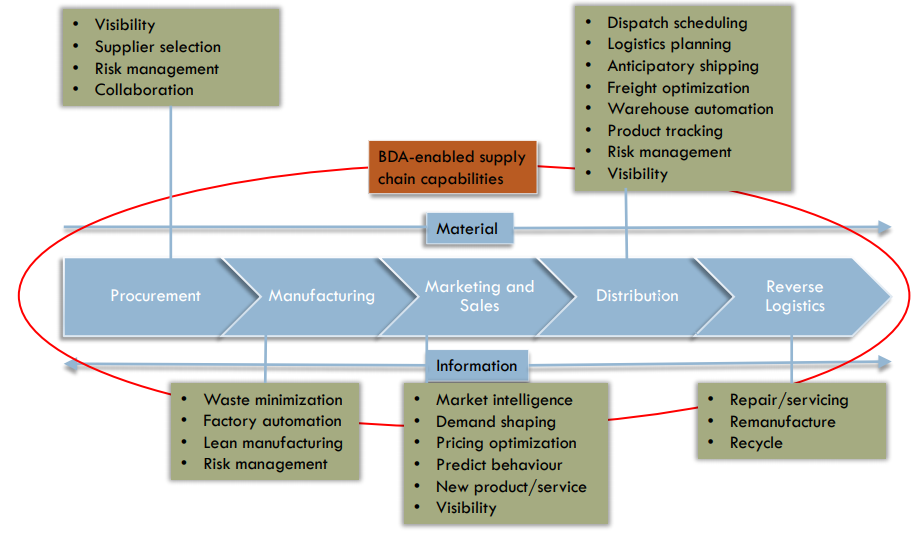 • Visibility
• Supplier selection
• Risk management
• Collaboration
• Dispatch scheduling
• Logistics planning
• Anticipatory shipping
• Freight optimization
• Warehouse automation
• Product tracking
• Risk management
• Visibility
BDA-enabled supply
chain capabilities
Material
Procurement
Manufacturing
Marketing and
Sales
Distribution
Reverse
Logistics
Information
• Waste minimization
• Factory automation
• Lean manufacturing
• Risk management
• Market intelligence
• Demand shaping
• Pricing optimization
• Predict behaviour
• New product/service
• Visibility
• Repair/servicing
• Remanufacture
• Recycle